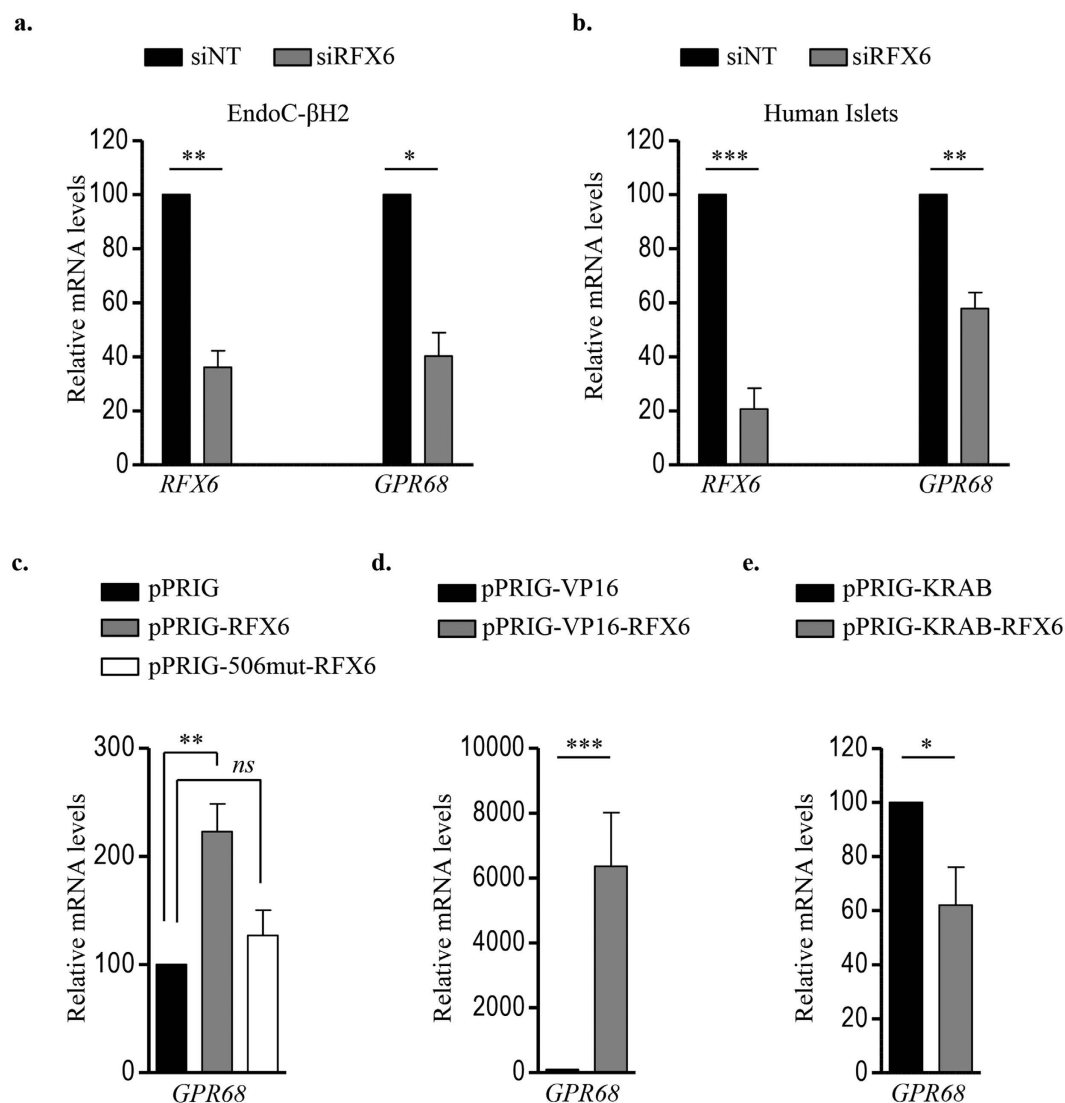 a.
siNT siRFX6
EndoC-βH2
Relative mRNA levels
120
100
80
60
40
20
0
** *
RFX6 GPR68
b.
siNT siRFX6
Human Islets
Relative mRNA levels
120
100
80
60
40
20
0
*** **
RFX6 GPR68
c.
pPRIG
pPRIG-RFX6
pPRIG-506mut-RFX6
Relative mRNA levels
300
200
100
0
**
ns
GPR68
d.
pPRIG-VP16
pPRIG-VP16-RFX6
Relative mRNA levels
10000
8000
6000
4000
2000
0
***
GPR68
e.
pPRIG-KRAB
pPRIG-KRAB-RFX6
Relative mRNA levels
120
100
80
60
40
20
0
*
GPR68